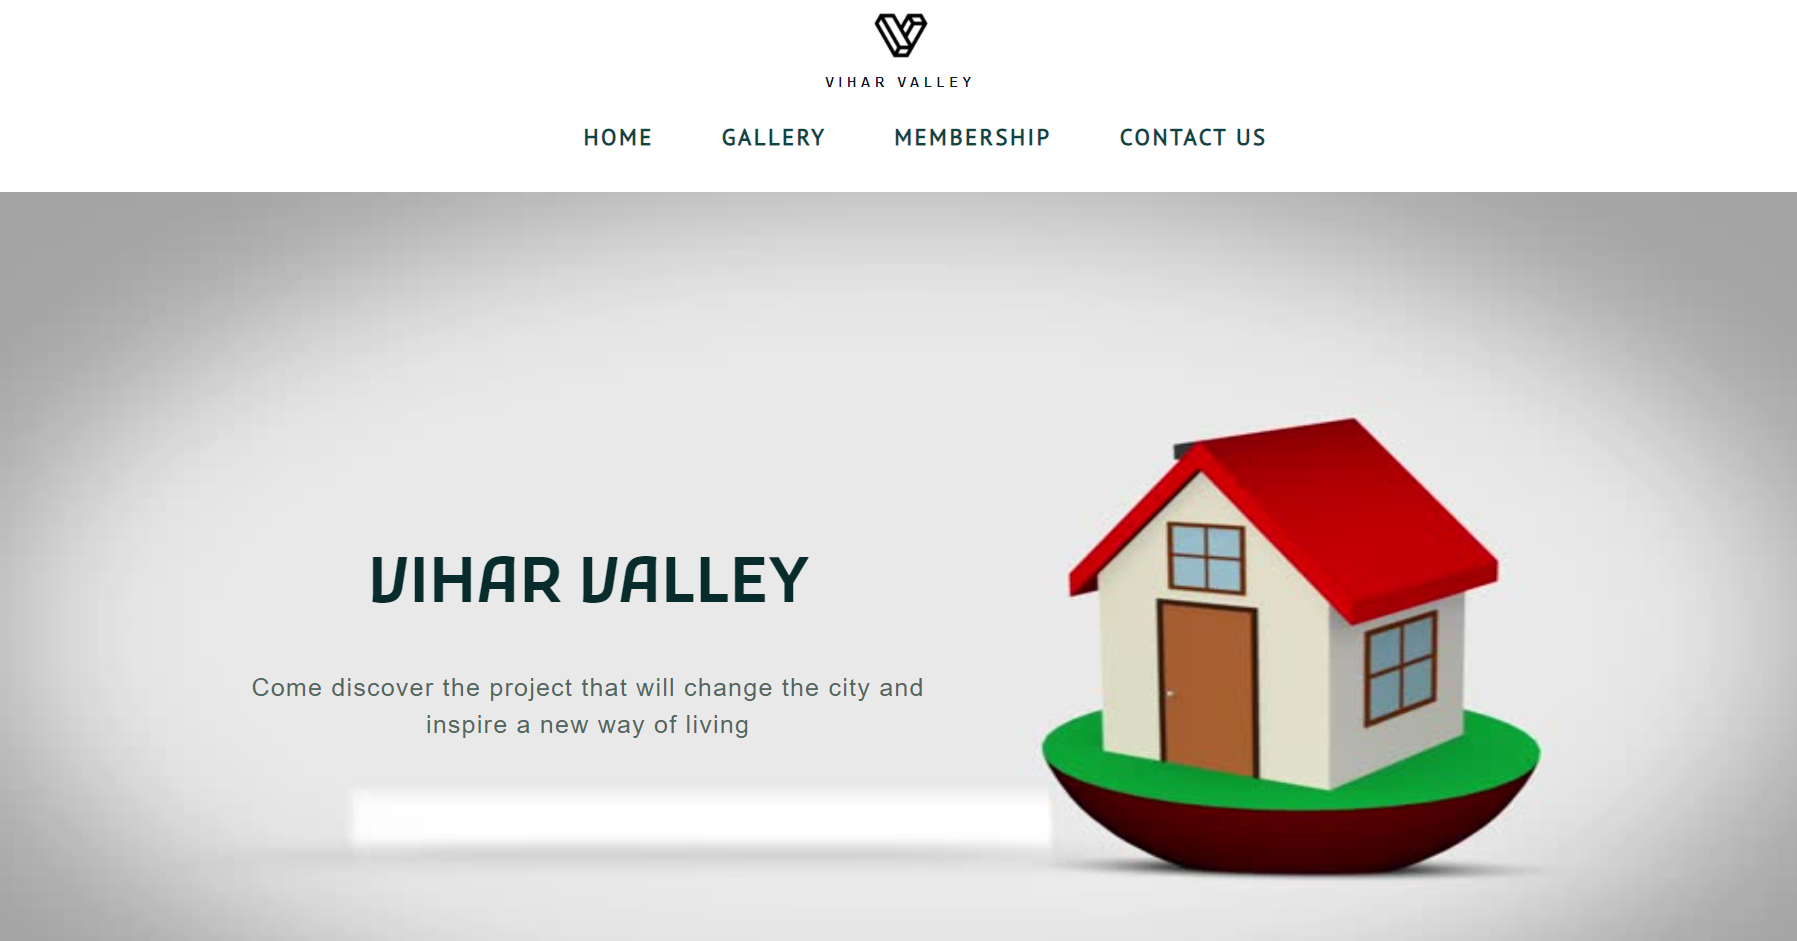 VIHAR VALLEY
HOME GALLERY MEMBERSHIP CONTACT US
VIHAR VALLEY
Come discover the project that will change the city and
inspire a new way of living